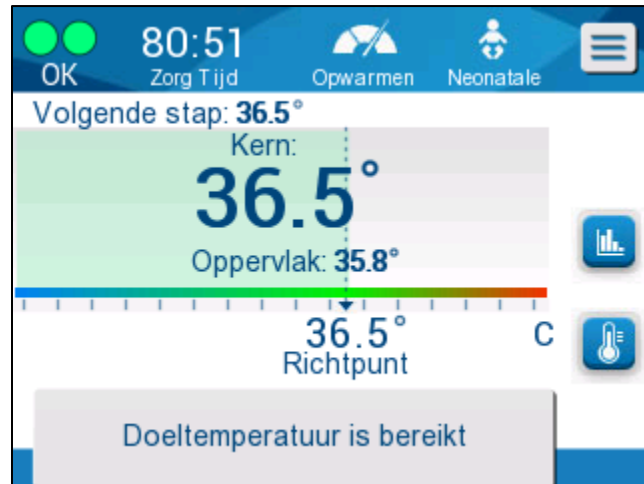 OK
80:51
Zorg Tijd
Opwarmen
Neonatale
Volgende stap: 36.5°
Kern:
36.5°
Oppervlak: 35.8°
36.5°
C
Richtpunt
Doeltemperatuur is bereikt